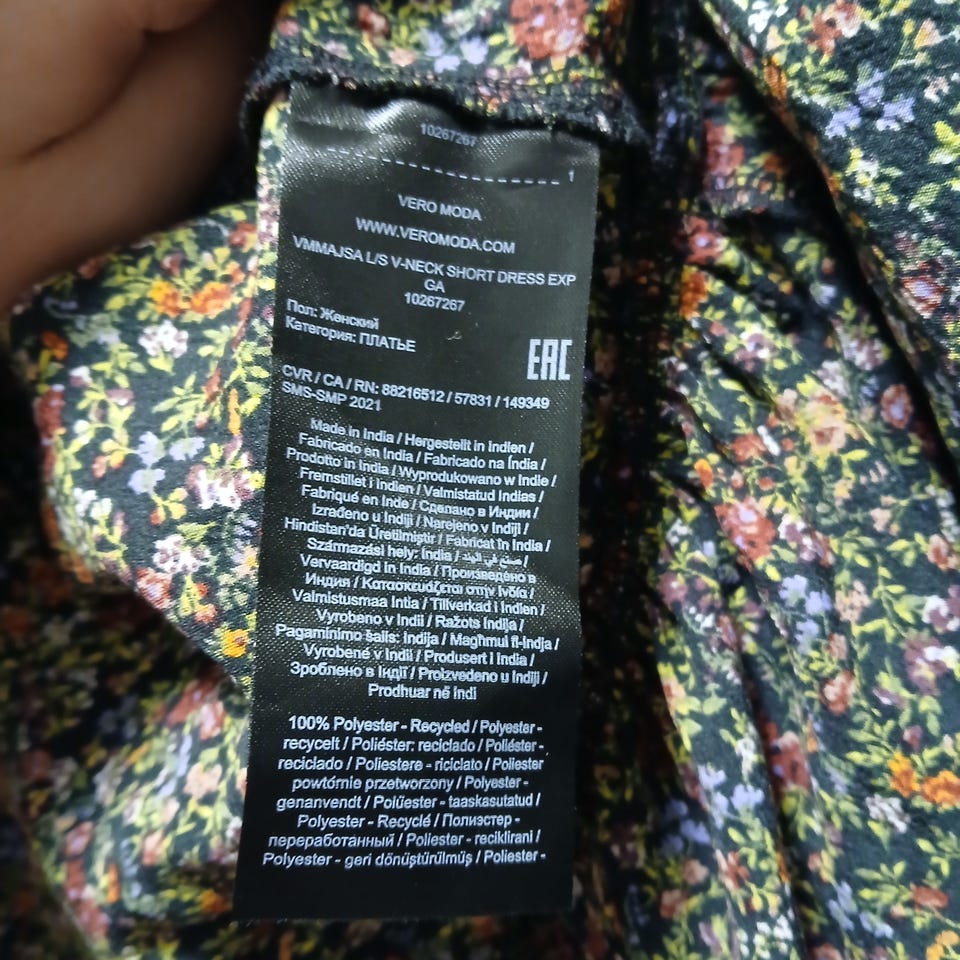 10267267
1
VERO MODA
WWW.VEROMODA.COM
VMMAJSA L/S V-NECK SHORT DRESS EXP
GA
10267267
Пол: Женский
Категория: ПЛАТЬЕ
EAC
CVR / CA / RN: 88216512 / 57831 / 149349
SMS-SMP 2021
Made in India / Hergestellt in Indien /
Fabricado en India / Fabricado na Índia /
Prodotto in India / Wyprodukowano w Indie /
Fremstillet i Indien / Valmistatud Indias /
Fabriqué en Inde / Сделано в Индии /
Izrađeno u Indiji / Narejeno v Indiji /
Hindistan'da Üretilmiştir / Fabricat în India /
Származási hely: India / صنع في الهند /
Vervaardigd in India / Произведено в
Индия / Κατασκευάζεται στην Ινδία /
Valmistusmaa Intia / Tillverkad i Indien /
Vyrobeno v Indii / Ražots Indija /
Pagaminimo šalis: Indija / Magħmul fl-Indja /
Vyrobené v Indii / Produsert i India /
Зроблено в Індії / Proizvedeno u Indiji /
Prodhuar në Indi
100% Polyester - Recycled / Polyester -
recycelt / Poliéster: reciclado / Poliéster -
reciclado / Poliestere - riciclato / Poliester
powtórnie przetworzony / Polyester -
genanvendt / Polüester - taaskasutatud /
Polyester - Recyclé / Полиэстер -
переработанный / Poliester - reciklirani /
Polyester - geri dönüştürülmüş / Poliester -